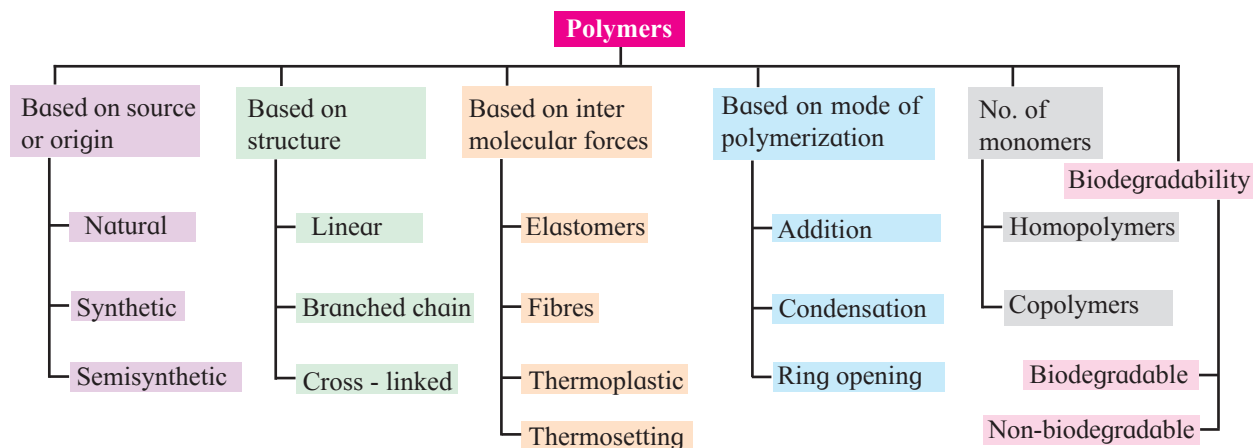 Polymers
Based on source
or origin
Natural
Synthetic
Semisynthetic
Based on
structure
Linear
Branched chain
Cross - linked
Based on inter
molecular forces
Elastomers
Fibres
Thermoplastic
Thermosetting
Based on mode of
polymerization
Addition
Condensation
Ring opening
No. of
monomers
Homopolymers
Copolymers
Biodegradability
Biodegradable
Non-biodegradable